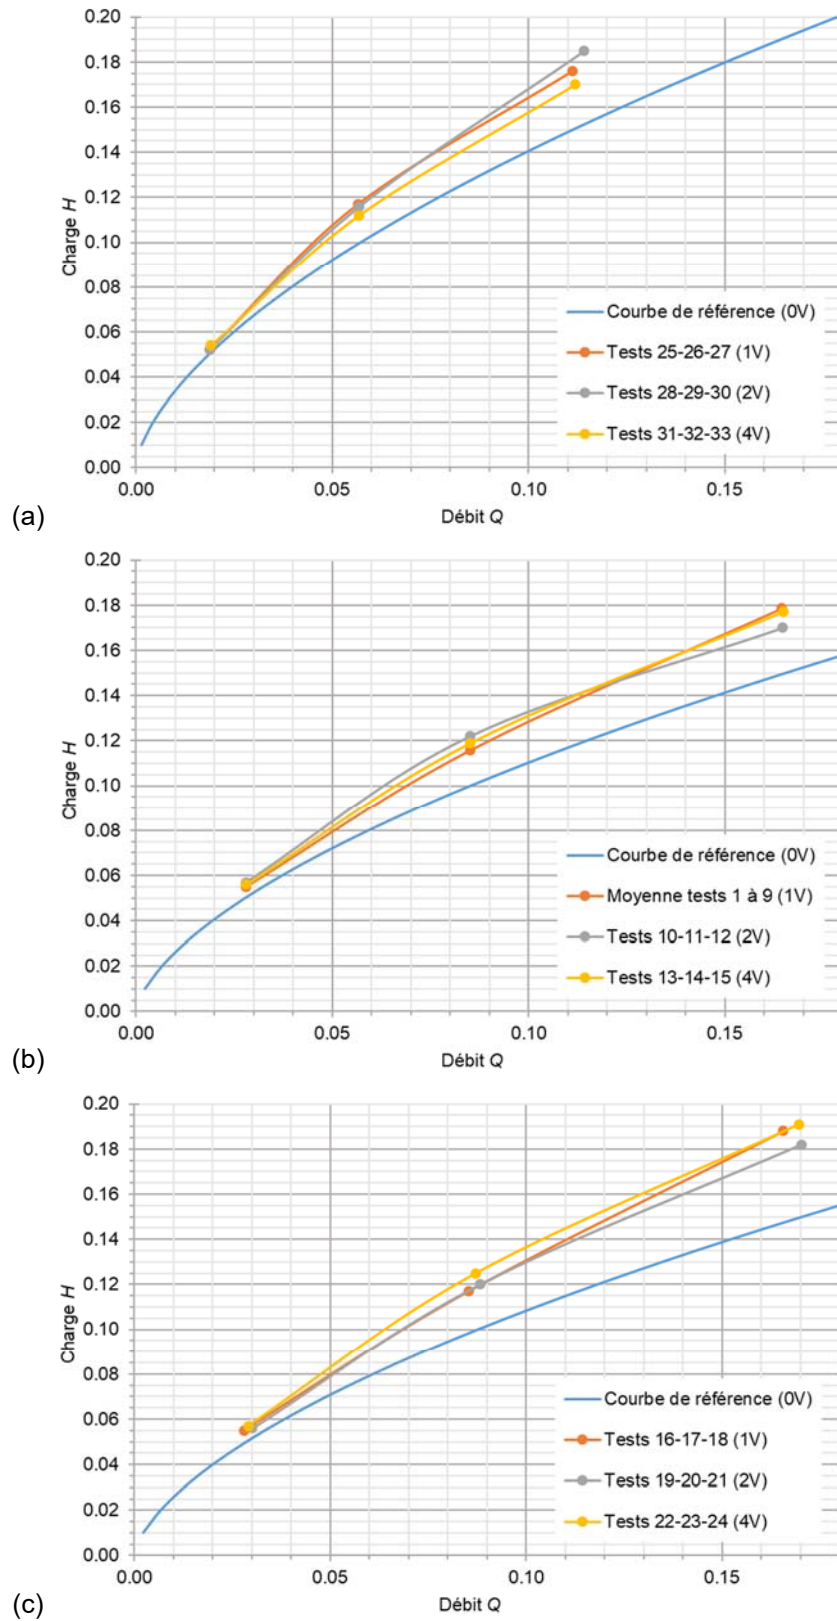 0.20
0.18
0.16
0.14
0.12
0.10
0.08
0.06
0.04
0.02
0.00
Charge H
Courbe de référence (0V)
Tests 25-26-27 (1V)
Tests 28-29-30 (2V)
Tests 31-32-33 (4V)
0.00 0.05 0.10 0.15
Débit Q
(a)
0.20
0.18
0.16
0.14
0.12
0.10
0.08
0.06
0.04
0.02
0.00
Charge H
Courbe de référence (0V)
Moyenne tests 1 à 9 (1V)
Tests 10-11-12 (2V)
Tests 13-14-15 (4V)
0.00 0.05 0.10 0.15
Débit Q
(b)
0.20
0.18
0.16
0.14
0.12
0.10
0.08
0.06
0.04
0.02
0.00
Charge H
Courbe de référence (0V)
Tests 16-17-18 (1V)
Tests 19-20-21 (2V)
Tests 22-23-24 (4V)
0.00 0.05 0.10 0.15
Débit Q
(c)